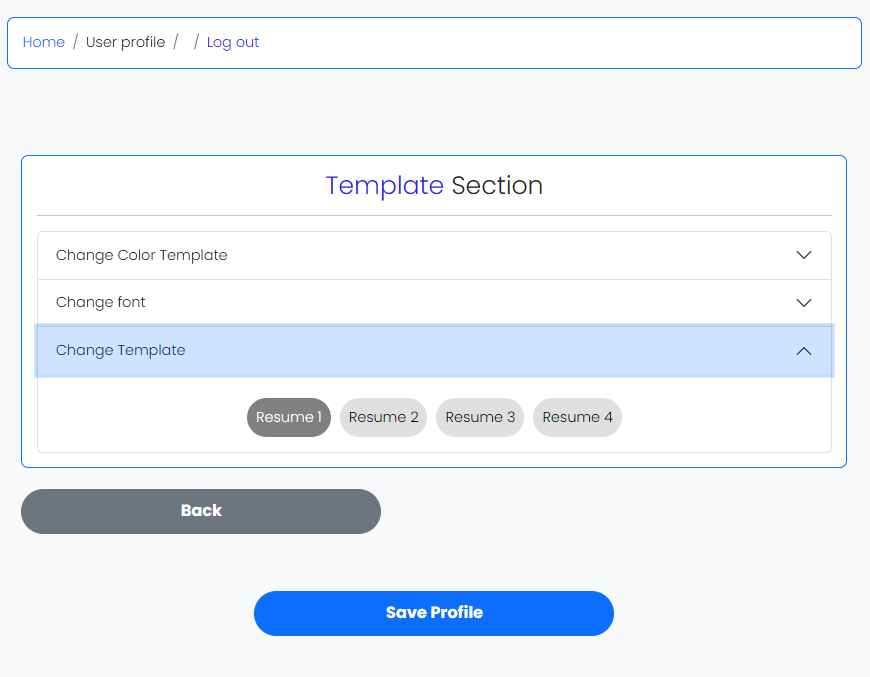 Home / User profile / / Log out
Template Section
Change Color Template
Change font
Change Template
Resume 1 Resume 2 Resume 3 Resume 4
Back
Save Profile